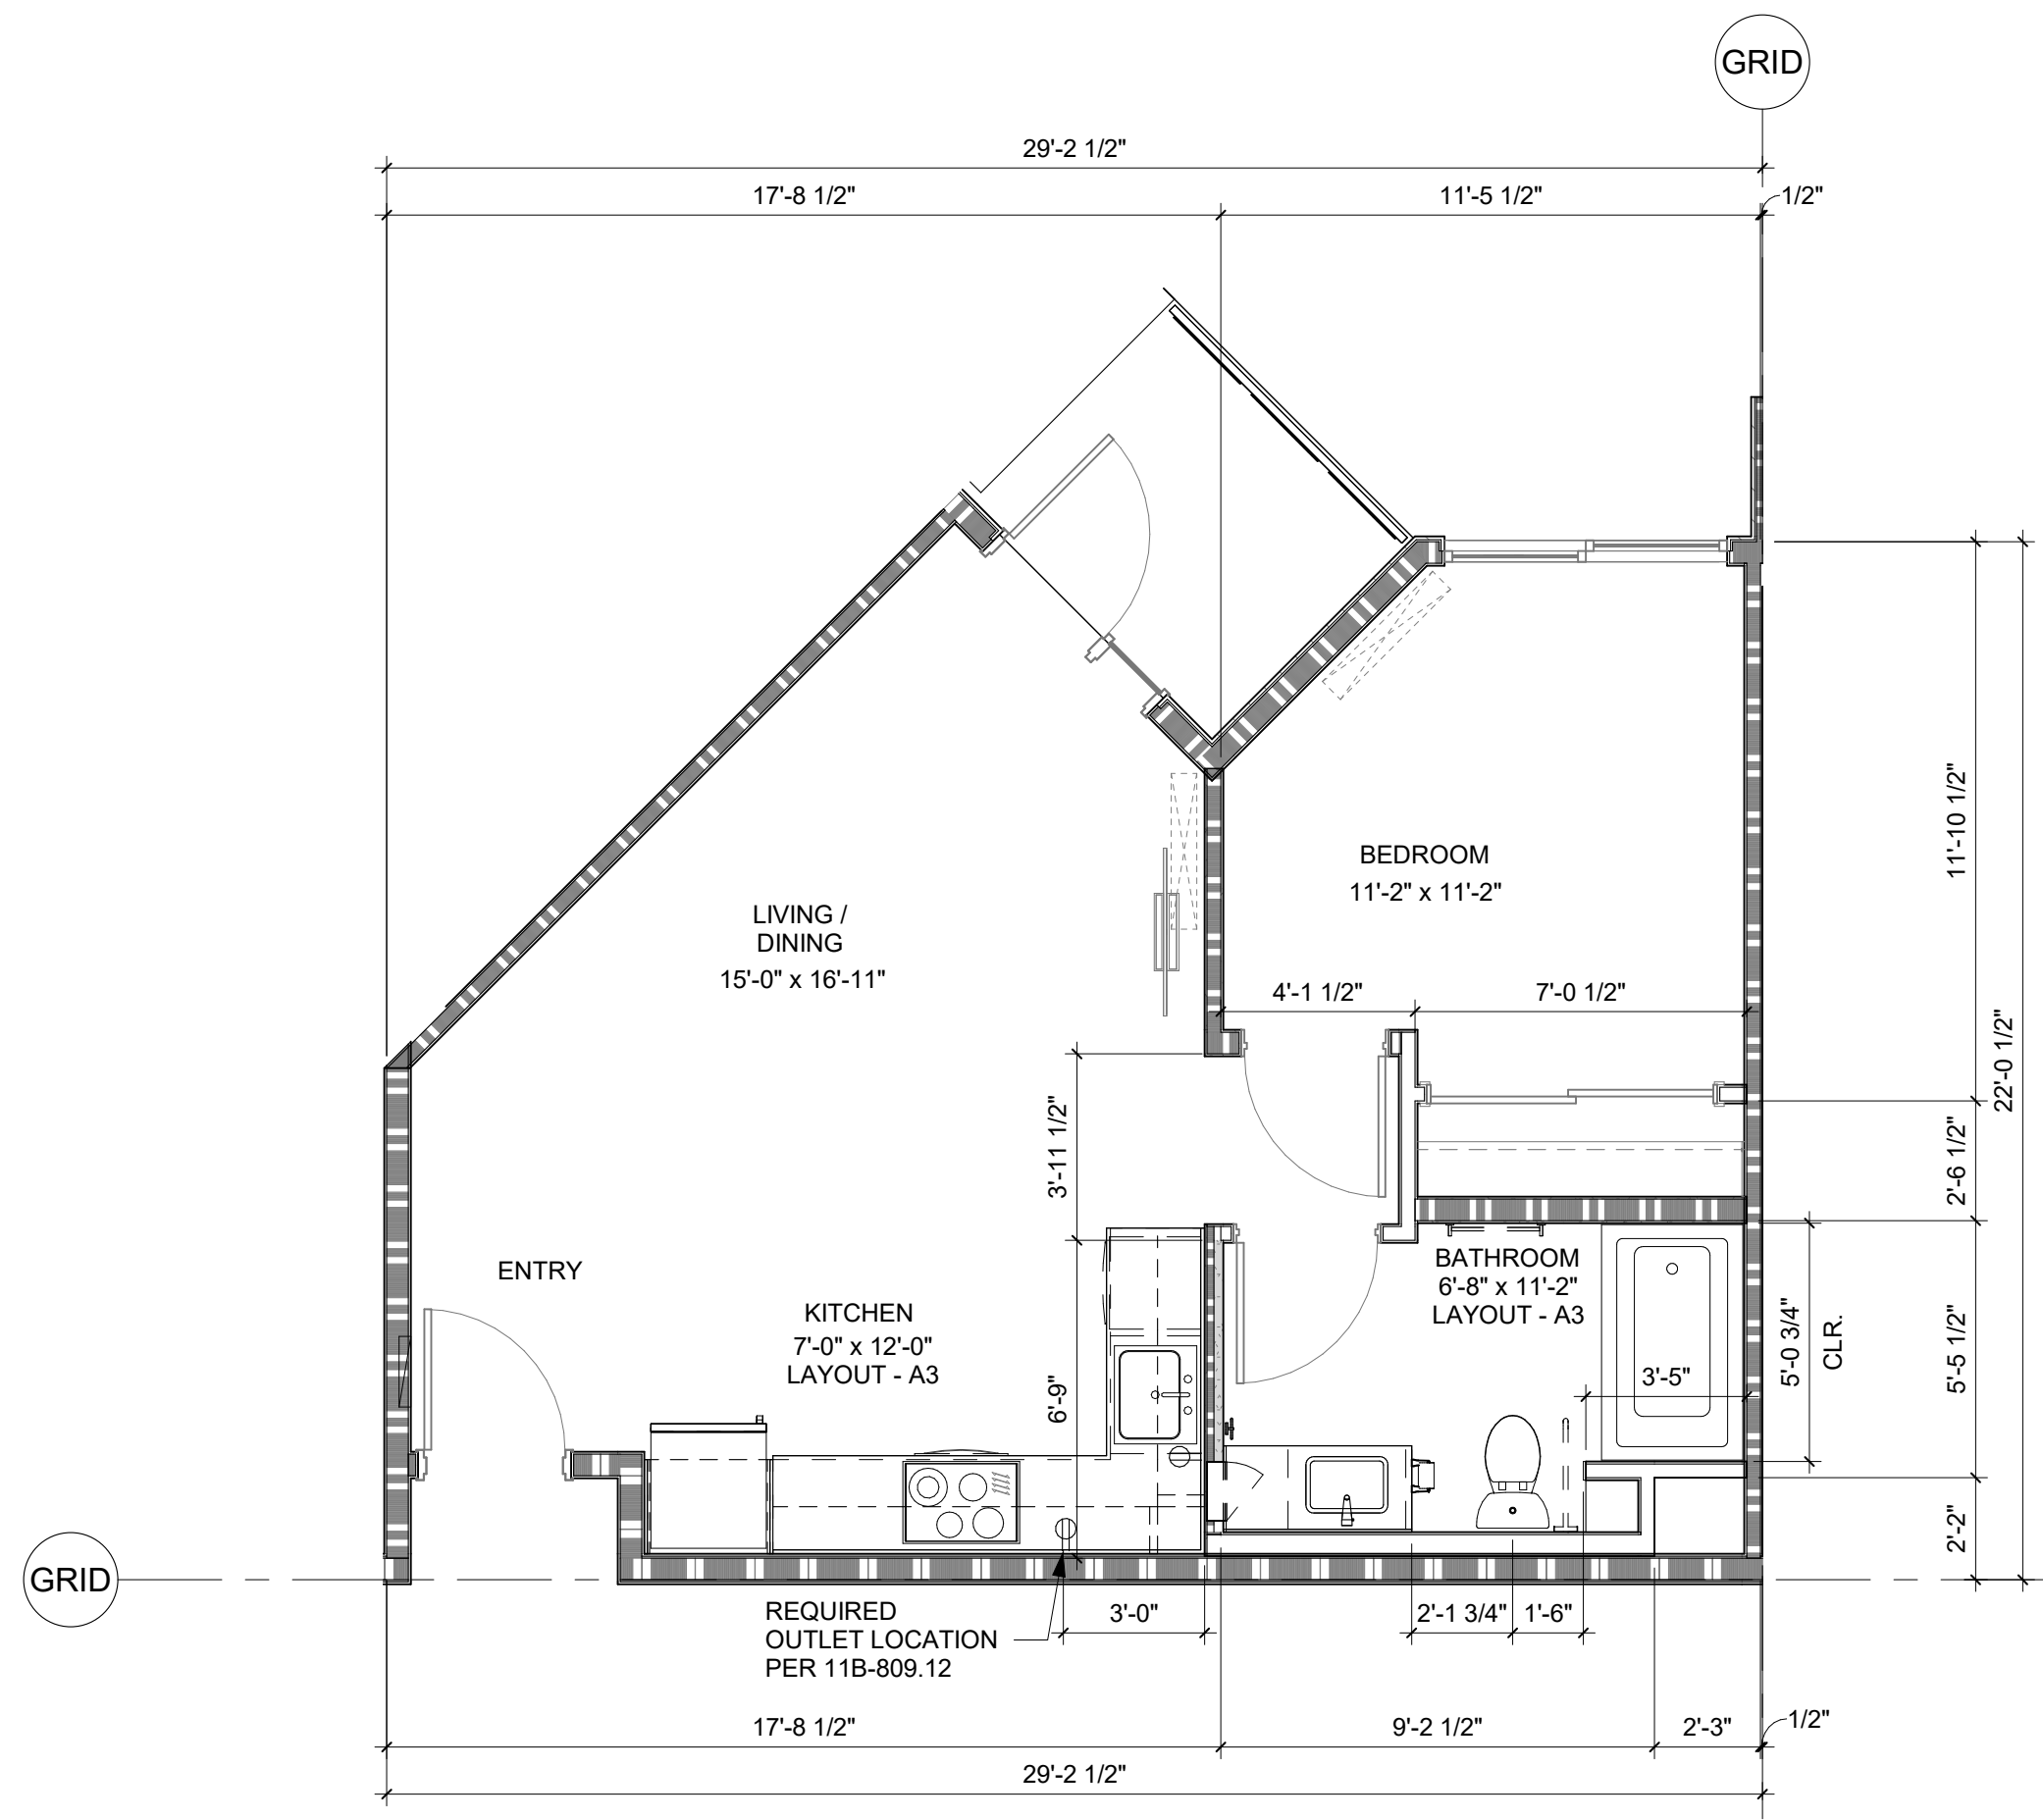 GRID
29'-2 1/2"
17'-8 1/2"
11'-5 1/2"
1/2"
BEDROOM
11'-2" x 11'-2"
LIVING /
DINING
15'-0" x 16'-11"
4'-1 1/2"
7'-0 1/2"
11'-10 1/2"
22'-0 1/2"
3'-11 1/2"
2'-6 1/2"
ENTRY
KITCHEN
7'-0" x 12'-0"
LAYOUT - A3
6'-9"
BATHROOM
6'-8" x 11'-2"
LAYOUT - A3
3'-5"
5'-0 3/4"
CLR.
5'-5 1/2"
2'-2"
GRID
REQUIRED
OUTLET LOCATION
PER 11B-809.12
3'-0"
2'-1 3/4"
1'-6"
17'-8 1/2"
9'-2 1/2"
2'-3"
1/2"
29'-2 1/2"